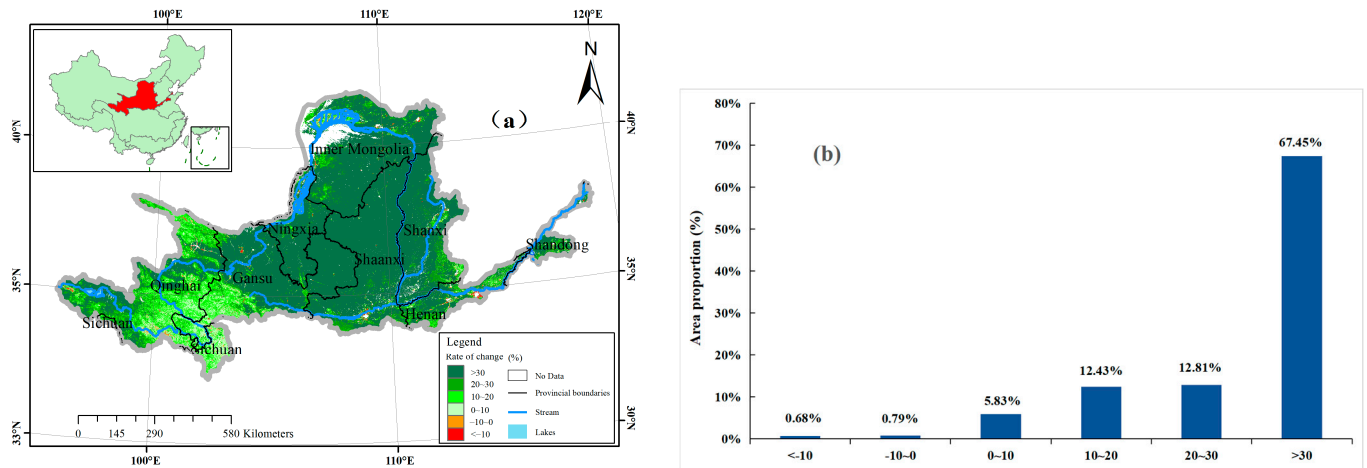 100°E
110°E
120°E
N
(a)
40°N
40°N
Inner Mongolia
Ningxia
Shanxi
Shandong
Shaanxi
Gansu
Qinghai
35°N
35°N
Sichuan
Henan
Sichuan
Legend
Rate of change (%)
>30
20~30
10~20
0~10
-10~0
<-10
No Data
Provincial boundaries
Stream
Lakes
0 145 290 580 Kilometers
33°N
30°N
100°E
110°E
(b)
Area proportion (%)
80%
70%
60%
50%
40%
30%
20%
10%
0%
0.68%
0.79%
5.83%
12.43%
12.81%
67.45%
<-10
-10~0
0~10
10~20
20~30
>30